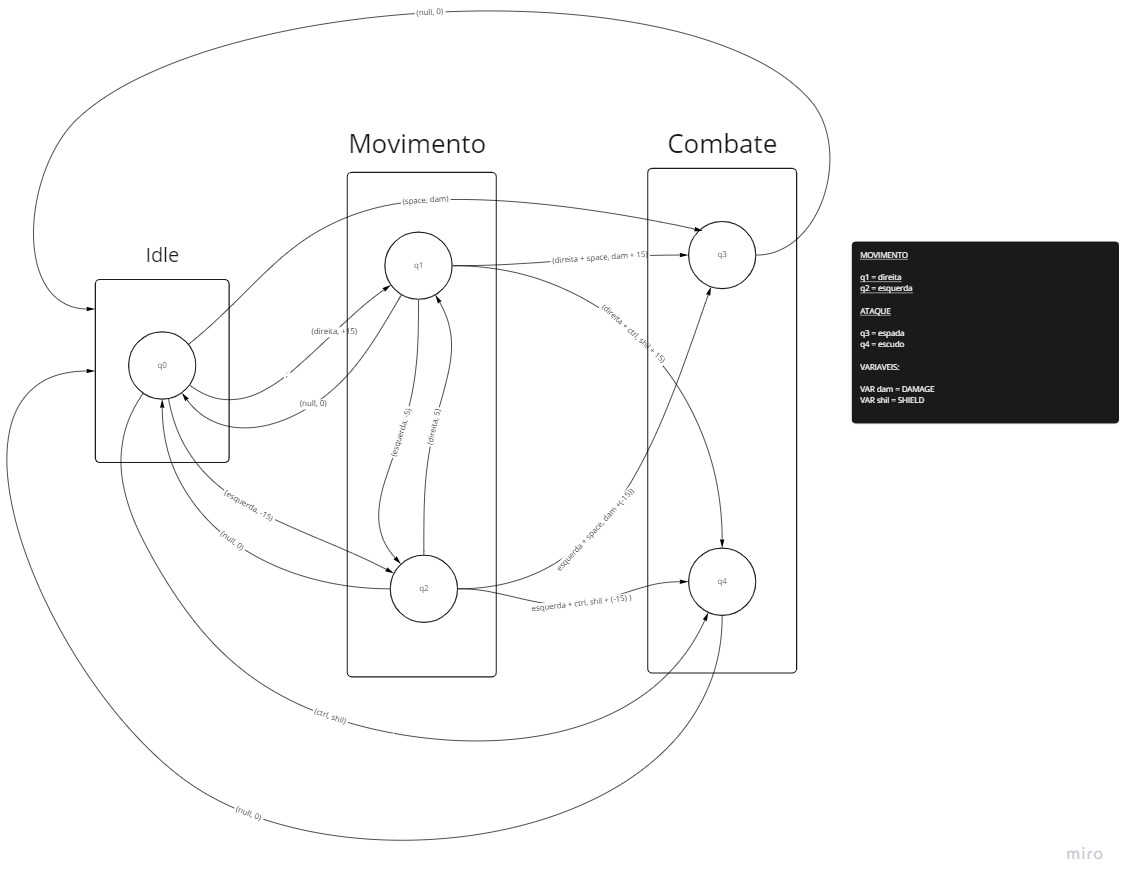 (null, 0)
Movimento
Combate
Idle
(space, dam)
q1
q3
(direita + space, dam + 15)
(direita, +15)
(direita + ctrl, shil + 15)
q0
(null, 0)
(esquerda, -5)
(direita, 5)
(esquerda, -15)
(null, 0)
esquerda + space, dam +(-15))
q2
q4
esquerda + ctrl, shil + (-15) )
(ctrl, shil)
(null, 0)
MOVIMENTO
q1 = direita
q2 = esquerda
ATAQUE
q3 = espada
q4 = escudo
VARIAVEIS:
VAR dam = DAMAGE
VAR shil = SHIELD
miro